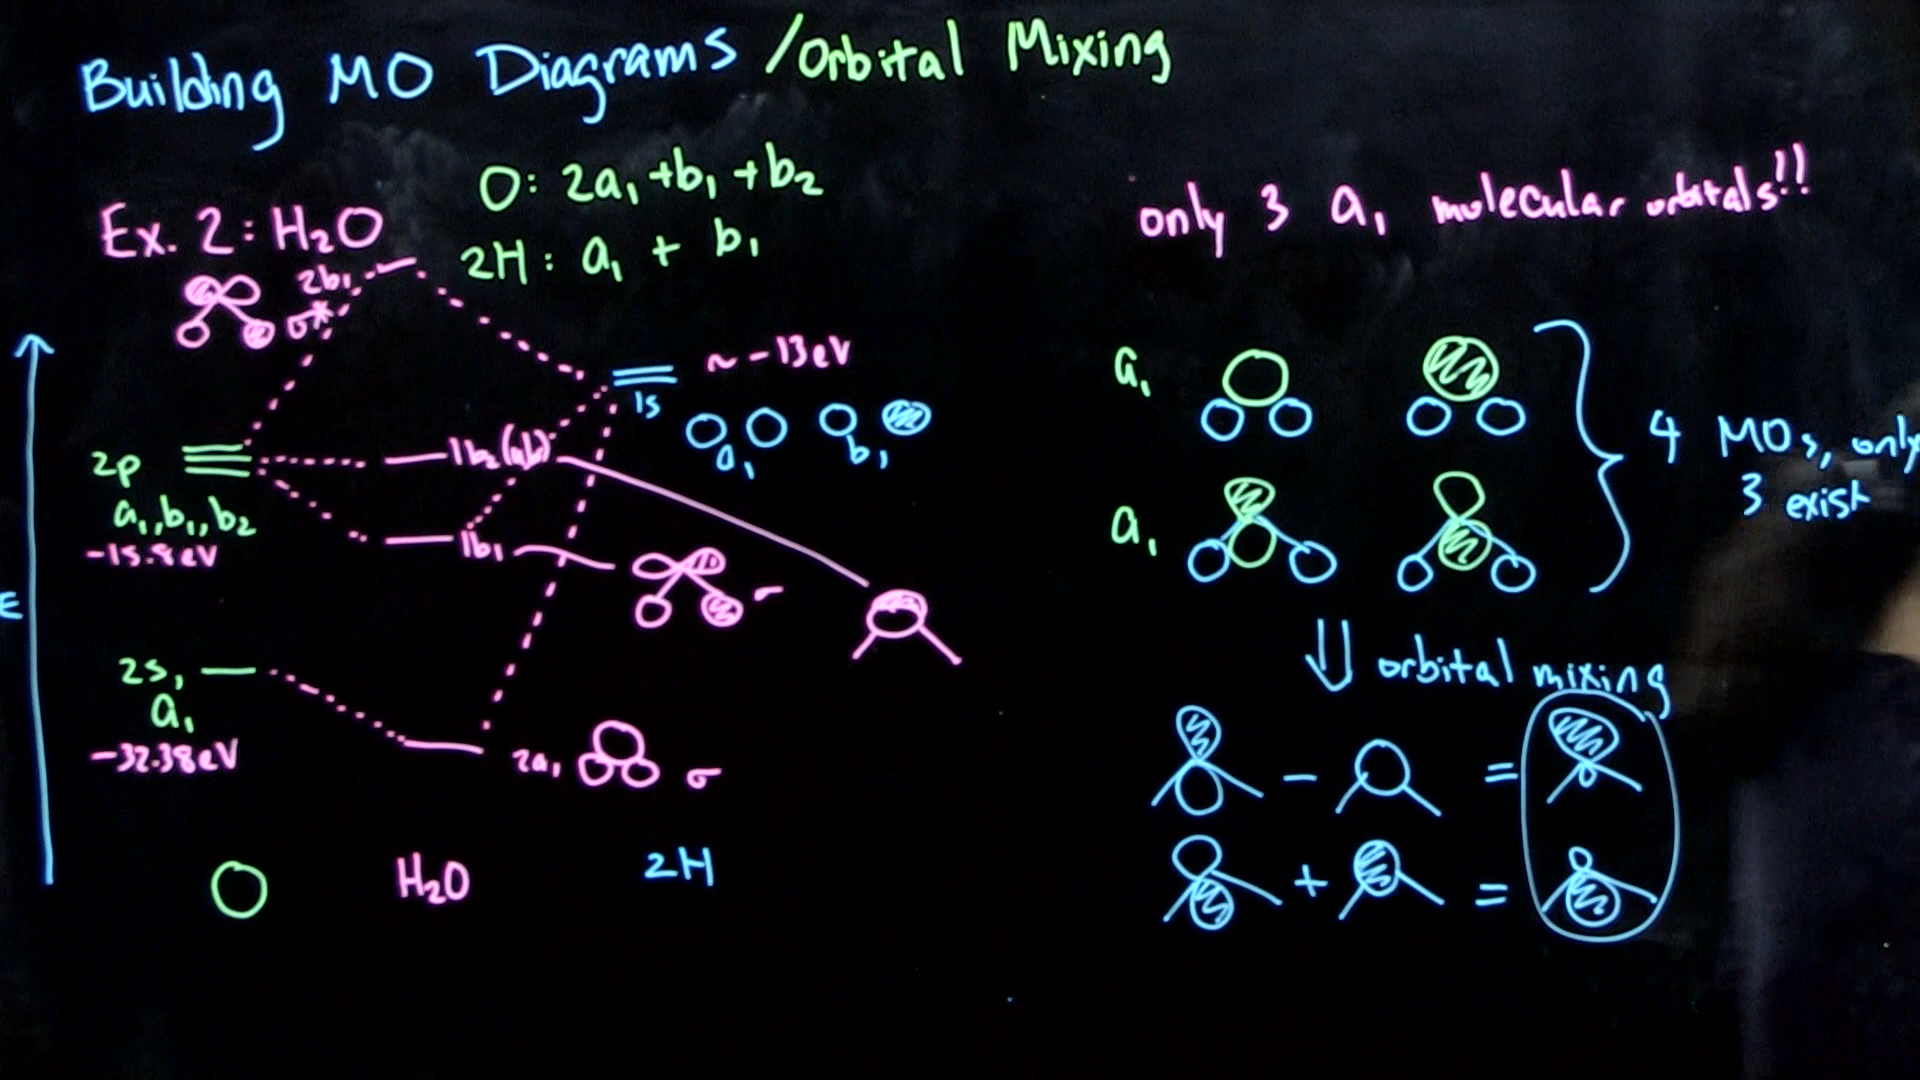 Building MO Diagrams /Orbital Mixing
Ex. 2: H₂O
O: 2a₁ + b₁ + b₂
2H: a₁ + b₁
2b₁
σ*
~ -13eV
1s
a₁
b₁
2p
a₁, b₁, b₂
-15.8eV
1b₂
1b₁
σ
2s,
a₁
-32.38eV
2a₁
σ
E
O
H₂O
2H
only 3 a₁ molecular orbitals!!
a₁
a₁
4 MOs, only
3 exist
⇓ orbital mixing
− =
+ =